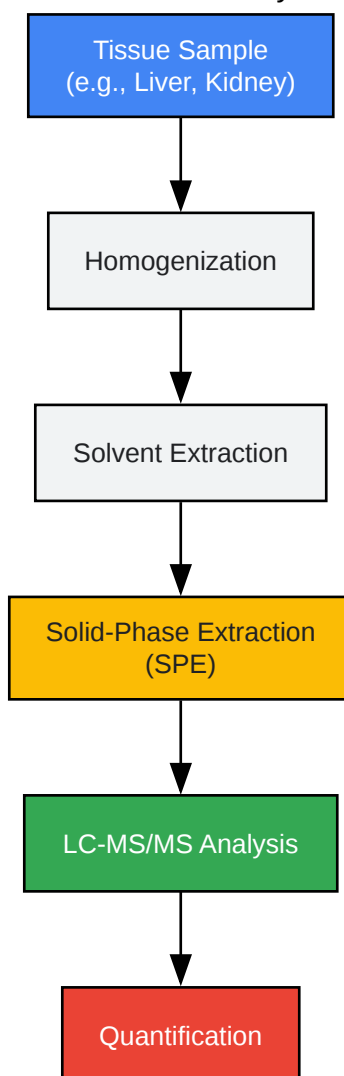 Tissue Sample
(e.g., Liver, Kidney)
Homogenization
Solvent Extraction
Solid-Phase Extraction
(SPE)
LC-MS/MS Analysis
Quantification